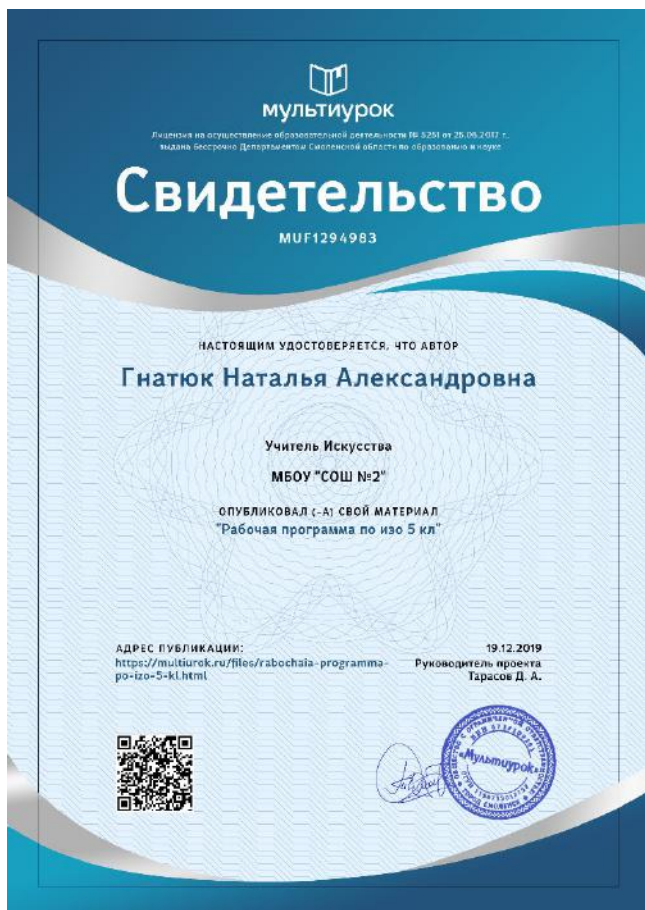 мультиурок
Лицензия на осуществление образовательной деятельности № 5251 от 25.08.2017 г.,
выдана бессрочно Департаментом Смоленской области по образованию и науке
Свидетельство
MUF1294983
НАСТОЯЩИМ УДОСТОВЕРЯЕТСЯ, ЧТО АВТОР
Гнатюк Наталья Александровна
Учитель Искусства
МБОУ "СОШ №2"
ОПУБЛИКОВАЛ (-А) СВОЙ МАТЕРИАЛ
"Рабочая программа по изо 5 кл"
АДРЕС ПУБЛИКАЦИИ:
https://multiurok.ru/files/rabochaia-programma-
po-izo-5-kl.html
19.12.2019
Руководитель проекта
Тарасов Д. А.
«Мультиурок»